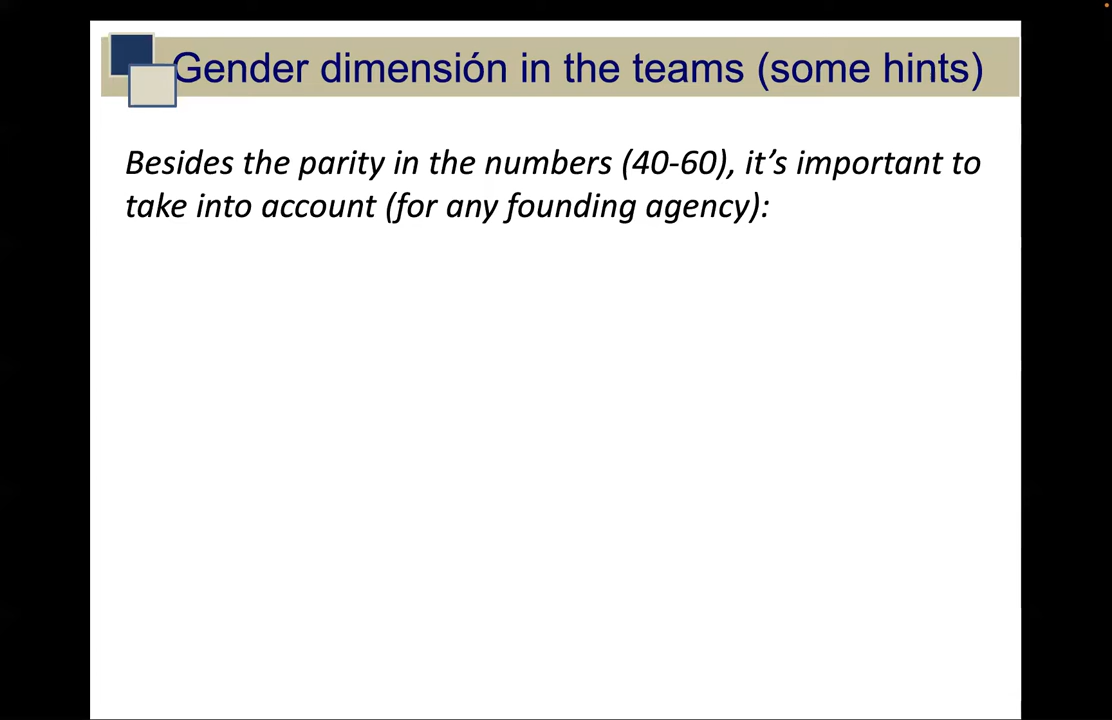 Gender dimensión in the teams (some hints)
Besides the parity in the numbers (40-60), it’s important to
take into account (for any founding agency):